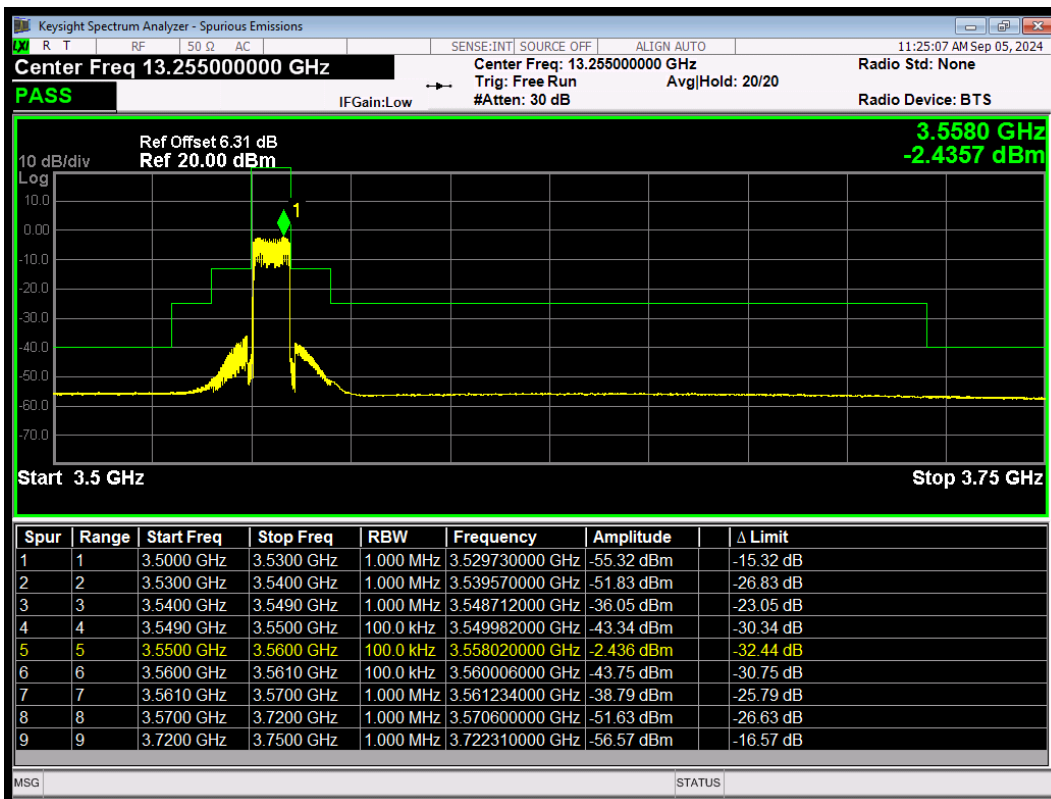 Keysight Spectrum Analyzer - Spurious Emissions
LXI R T RF 50 Ω AC SENSE:INT SOURCE OFF ALIGN AUTO 11:25:07 AM Sep 05, 2024
Center Freq 13.255000000 GHz Center Freq: 13.255000000 GHz Radio Std: None
Trig: Free Run Avg|Hold: 20/20
PASS IFGain:Low #Atten: 30 dB Radio Device: BTS
3.5580 GHz
-2.4357 dBm
Ref Offset 6.31 dB
10 dB/div Ref 20.00 dBm
Log
10.0
1
0.00
-10.0
-20.0
-30.0
-40.0
-50.0
-60.0
-70.0
Start 3.5 GHz Stop 3.75 GHz
Spur Range Start Freq Stop Freq RBW Frequency Amplitude Δ Limit
1 1 3.5000 GHz 3.5300 GHz 1.000 MHz 3.529730000 GHz -55.32 dBm -15.32 dB
2 2 3.5300 GHz 3.5400 GHz 1.000 MHz 3.539570000 GHz -51.83 dBm -26.83 dB
3 3 3.5400 GHz 3.5490 GHz 1.000 MHz 3.548712000 GHz -36.05 dBm -23.05 dB
4 4 3.5490 GHz 3.5500 GHz 100.0 kHz 3.549982000 GHz -43.34 dBm -30.34 dB
5 5 3.5500 GHz 3.5600 GHz 100.0 kHz 3.558020000 GHz -2.436 dBm -32.44 dB
6 6 3.5600 GHz 3.5610 GHz 100.0 kHz 3.560006000 GHz -43.75 dBm -30.75 dB
7 7 3.5610 GHz 3.5700 GHz 1.000 MHz 3.561234000 GHz -38.79 dBm -25.79 dB
8 8 3.5700 GHz 3.7200 GHz 1.000 MHz 3.570600000 GHz -51.63 dBm -26.63 dB
9 9 3.7200 GHz 3.7500 GHz 1.000 MHz 3.722310000 GHz -56.57 dBm -16.57 dB
MSG STATUS